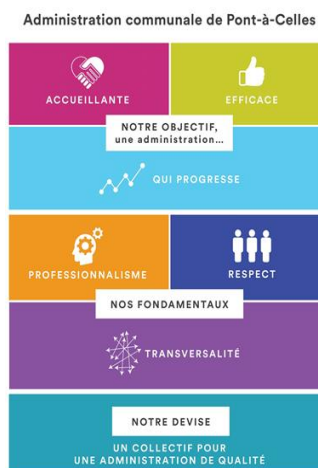 Administration communale de Pont-à-Celles
ACCUEILLANTE
EFFICACE
NOTRE OBJECTIF,
une administration...
QUI PROGRESSE
PROFESSIONNALISME
RESPECT
NOS FONDAMENTAUX
TRANSVERSALITÉ
NOTRE DEVISE
UN COLLECTIF POUR
UNE ADMINISTRATION DE QUALITÉ